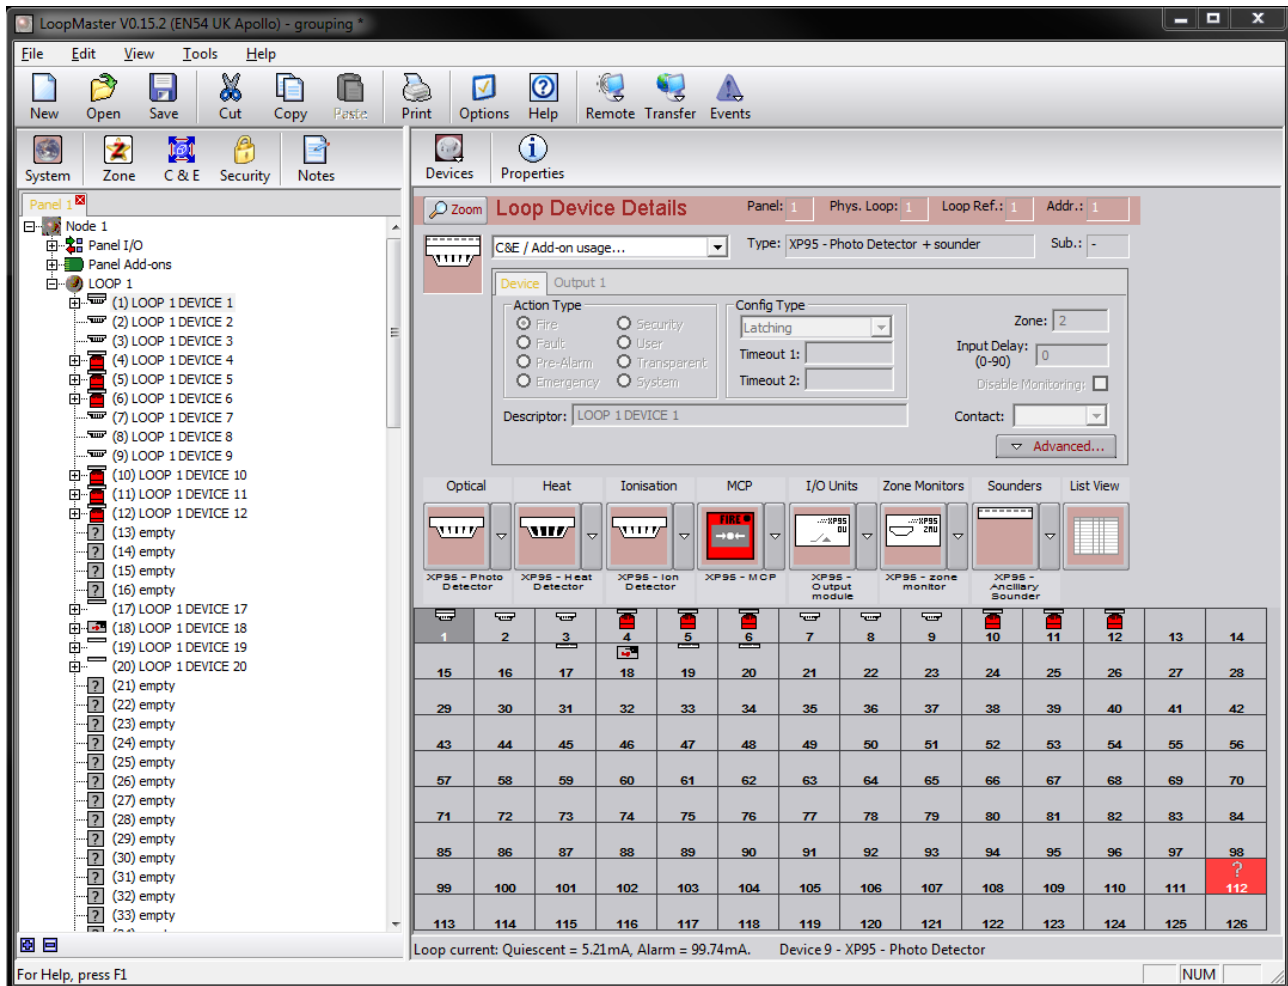 LoopMaster V0.15.2 (EN54 UK Apollo) - grouping *
File Edit View Tools Help
New Open Save Cut Copy Paste Print Options Help Remote Transfer Events
System Zone C & E Security Notes
Devices Properties
Panel 1
Node 1
Panel I/O
Panel Add-ons
LOOP 1
(1) LOOP 1 DEVICE 1
(2) LOOP 1 DEVICE 2
(3) LOOP 1 DEVICE 3
(4) LOOP 1 DEVICE 4
(5) LOOP 1 DEVICE 5
(6) LOOP 1 DEVICE 6
(7) LOOP 1 DEVICE 7
(8) LOOP 1 DEVICE 8
(9) LOOP 1 DEVICE 9
(10) LOOP 1 DEVICE 10
(11) LOOP 1 DEVICE 11
(12) LOOP 1 DEVICE 12
? (13) empty
? (14) empty
? (15) empty
? (16) empty
(17) LOOP 1 DEVICE 17
(18) LOOP 1 DEVICE 18
(19) LOOP 1 DEVICE 19
(20) LOOP 1 DEVICE 20
? (21) empty
? (22) empty
? (23) empty
? (24) empty
? (25) empty
? (26) empty
? (27) empty
? (28) empty
? (29) empty
? (30) empty
? (31) empty
? (32) empty
? (33) empty
Zoom Loop Device Details Panel: 1 Phys. Loop: 1 Loop Ref.: 1 Addr.: 1
C&E / Add-on usage... Type: XP95 - Photo Detector + sounder Sub.: -
Device Output 1
Action Type
Fire Security
Fault User
Pre-Alarm Transparent
Emergency System
Config Type
Latching
Timeout 1:
Timeout 2:
Zone: 2
Input Delay: (0-90) 0
Disable Monitoring:
Descriptor: LOOP 1 DEVICE 1
Contact:
Advanced...
Optical Heat Ionisation MCP I/O Units Zone Monitors Sounders List View
FIRE
XP95 OU
XP95 ZMU
XP95 - Photo Detector
XP95 - Heat Detector
XP95 - Ion Detector
XP95 - MCP
XP95 - Output module
XP95 - zone monitor
XP95 - Ancillary Sounder
1 2 3 4 5 6 7 8 9 10 11 12 13 14
15 16 17 18 19 20 21 22 23 24 25 26 27 28
29 30 31 32 33 34 35 36 37 38 39 40 41 42
43 44 45 46 47 48 49 50 51 52 53 54 55 56
57 58 59 60 61 62 63 64 65 66 67 68 69 70
71 72 73 74 75 76 77 78 79 80 81 82 83 84
85 86 87 88 89 90 91 92 93 94 95 96 97 98
99 100 101 102 103 104 105 106 107 108 109 110 111 ? 112
113 114 115 116 117 118 119 120 121 122 123 124 125 126
Loop current: Quiescent = 5.21mA, Alarm = 99.74mA. Device 9 - XP95 - Photo Detector
For Help, press F1 NUM